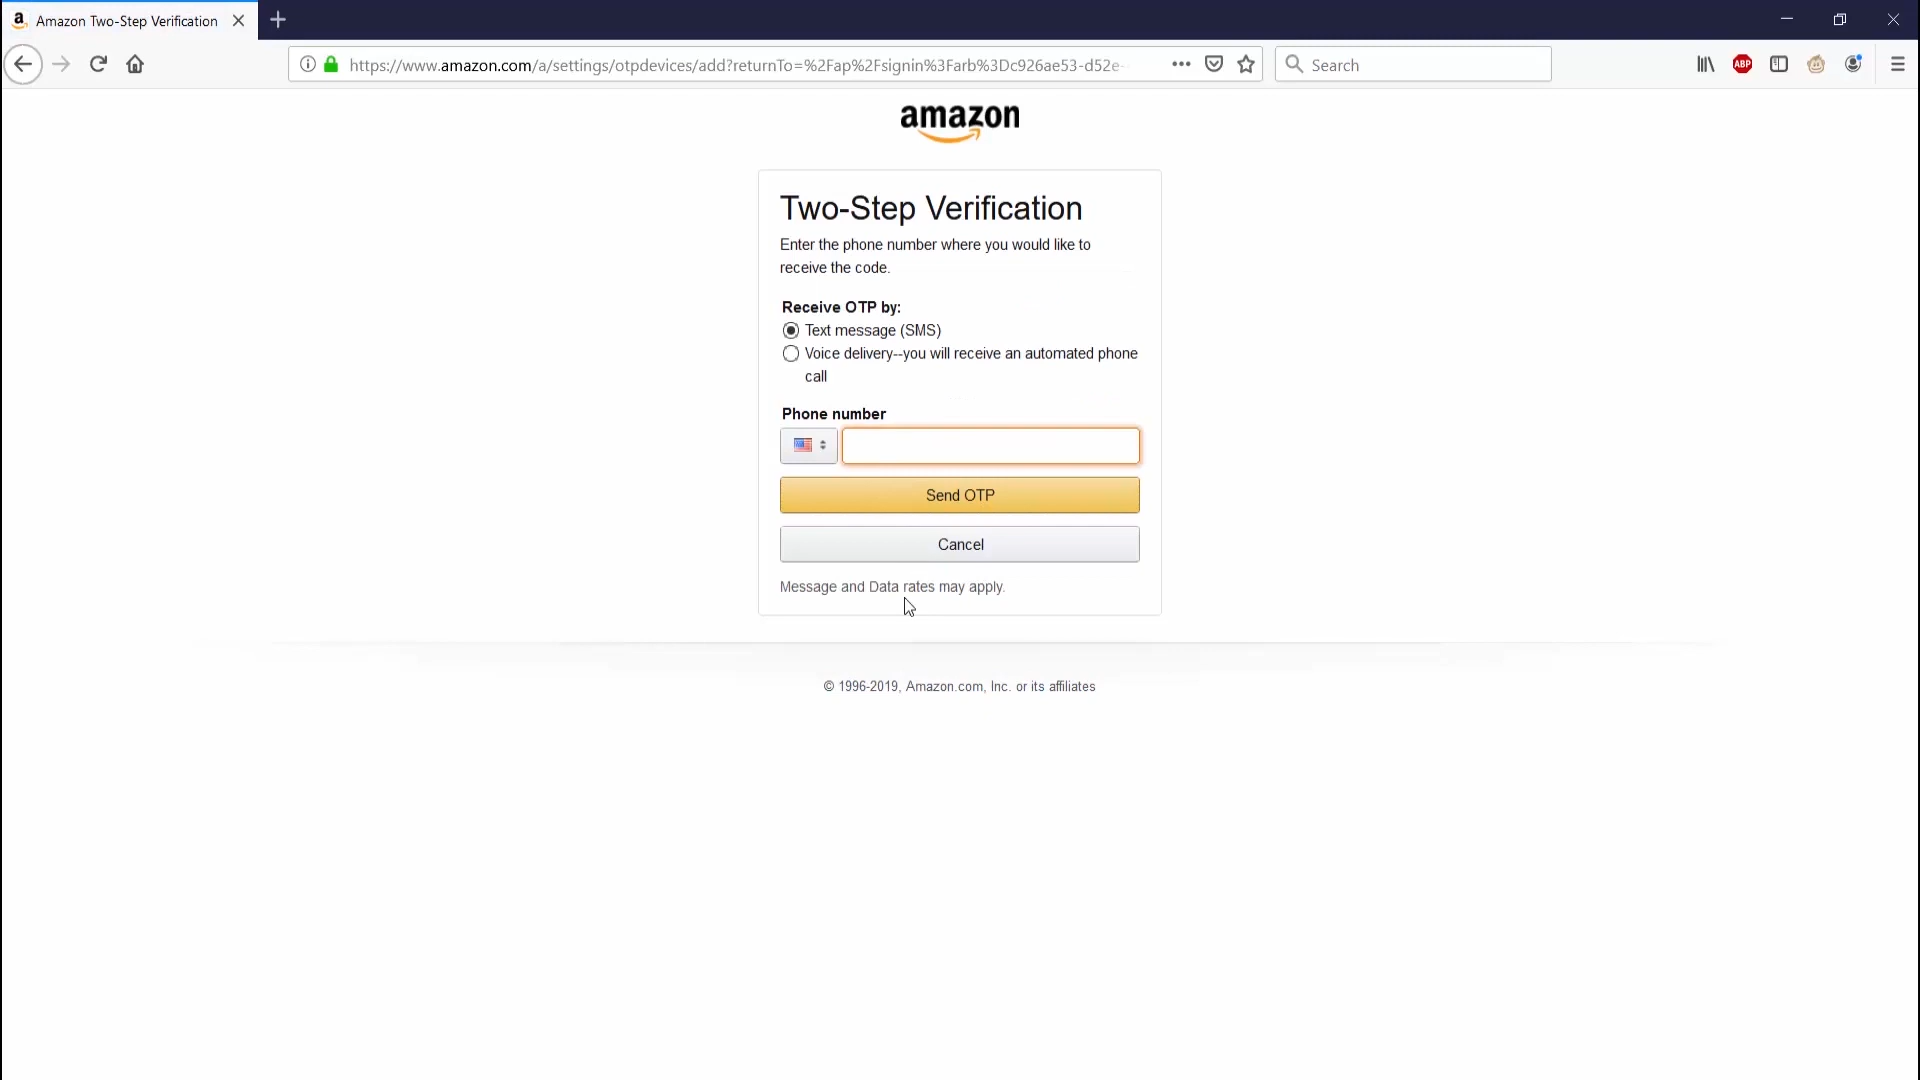 Amazon Two-Step Verification
https://www.amazon.com/a/settings/otpdevices/add?returnTo=%2Fap%2Fsignin%3Farb%3Dc926ae53-d52e-
Search
ABP
amazon
Two-Step Verification
Enter the phone number where you would like to
receive the code.
Receive OTP by:
Text message (SMS)
Voice delivery--you will receive an automated phone
call
Phone number
Send OTP
Cancel
Message and Data rates may apply.
© 1996-2019, Amazon.com, Inc. or its affiliates